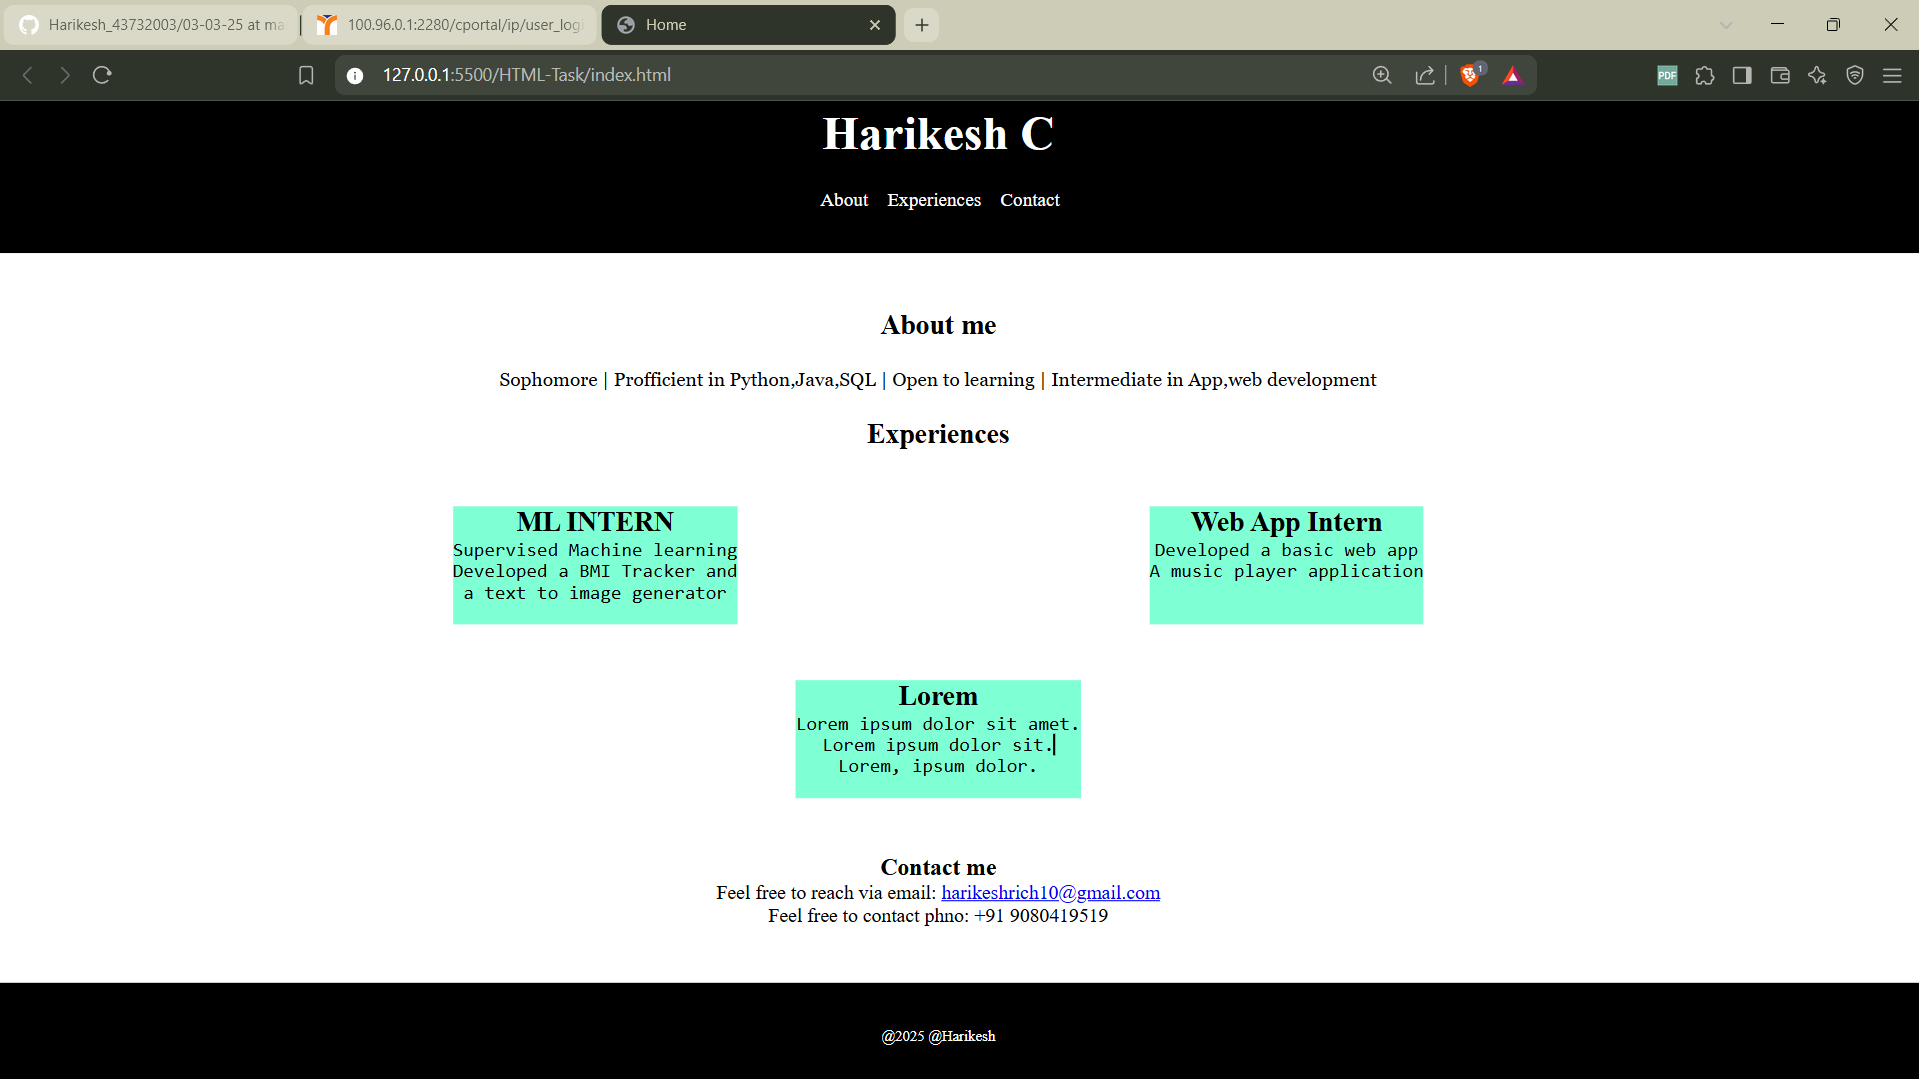 Harikesh_43732003/03-03-25 at ma
100.96.0.1:2280/cportal/ip/user_logi
Home
127.0.0.1:5500/HTML-Task/index.html
1
PDF
Harikesh C
About Experiences Contact
About me
Sophomore | Profficient in Python,Java,SQL | Open to learning | Intermediate in App,web development
Experiences
ML INTERN
Supervised Machine learning
Developed a BMI Tracker and
a text to image generator
Web App Intern
Developed a basic web app
A music player application
Lorem
Lorem ipsum dolor sit amet.
Lorem ipsum dolor sit.
Lorem, ipsum dolor.
Contact me
Feel free to reach via email: harikeshrich10@gmail.com
Feel free to contact phno: +91 9080419519
@2025 @Harikesh